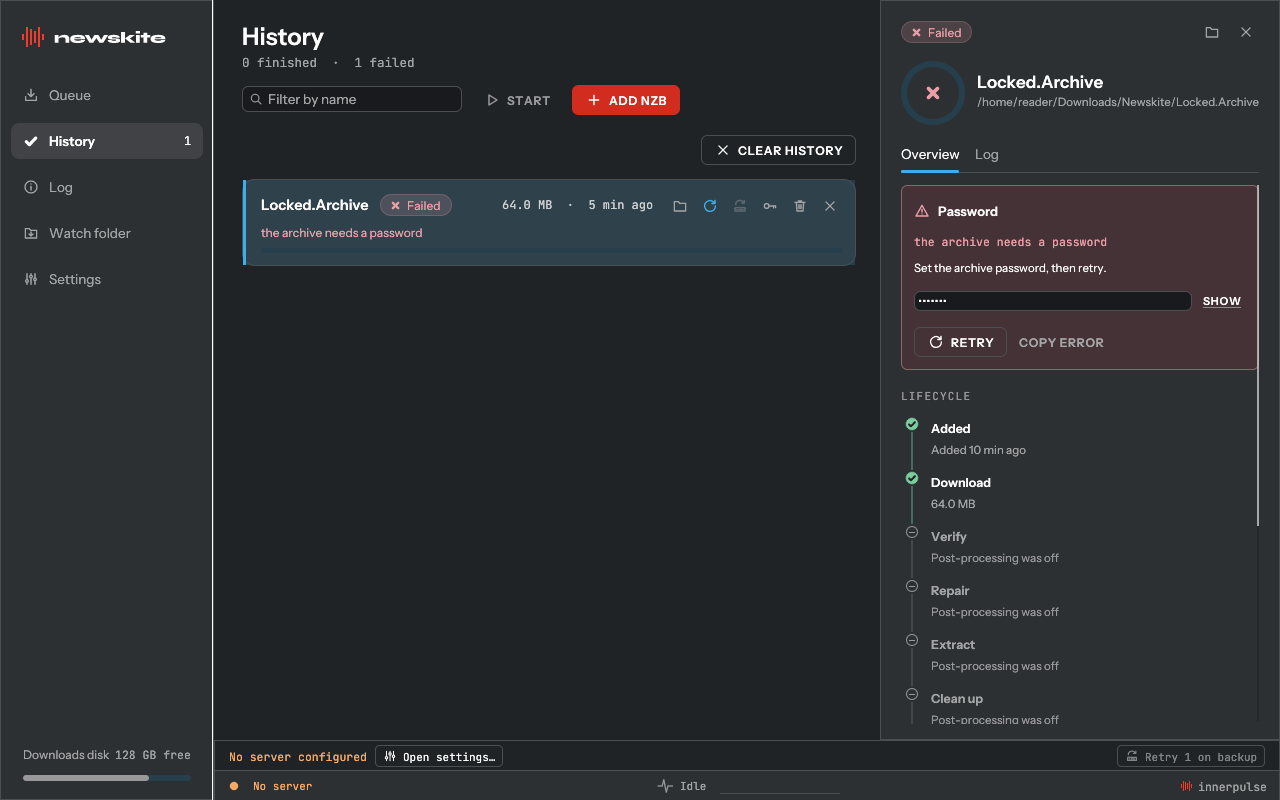 newskite
Queue
History 1
Log
Watch folder
Settings
Downloads disk 128 GB free
History
0 finished · 1 failed
Filter by name
START
ADD NZB
CLEAR HISTORY
Locked.Archive Failed 64.0 MB · 5 min ago
the archive needs a password
Failed
Locked.Archive
/home/reader/Downloads/Newskite/Locked.Archive
Overview Log
Password
the archive needs a password
Set the archive password, then retry.
••••••• SHOW
RETRY COPY ERROR
LIFECYCLE
Added
Added 10 min ago
Download
64.0 MB
Verify
Post-processing was off
Repair
Post-processing was off
Extract
Post-processing was off
Clean up
Post-processing was off
No server configured Open settings… Retry 1 on backup
No server Idle innerpulse